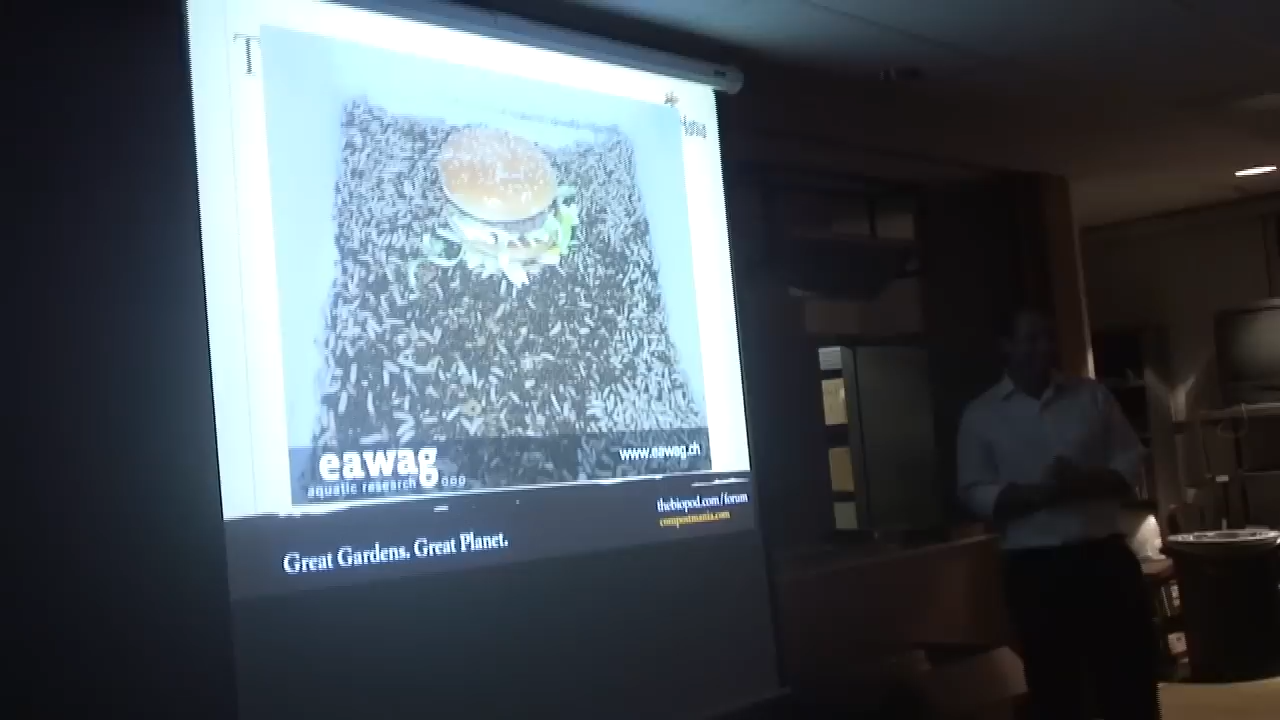 T
eawag
aquatic research
www.eawag.ch
thebiopod.com/forum
compostmania.com
Great Gardens. Great Planet.